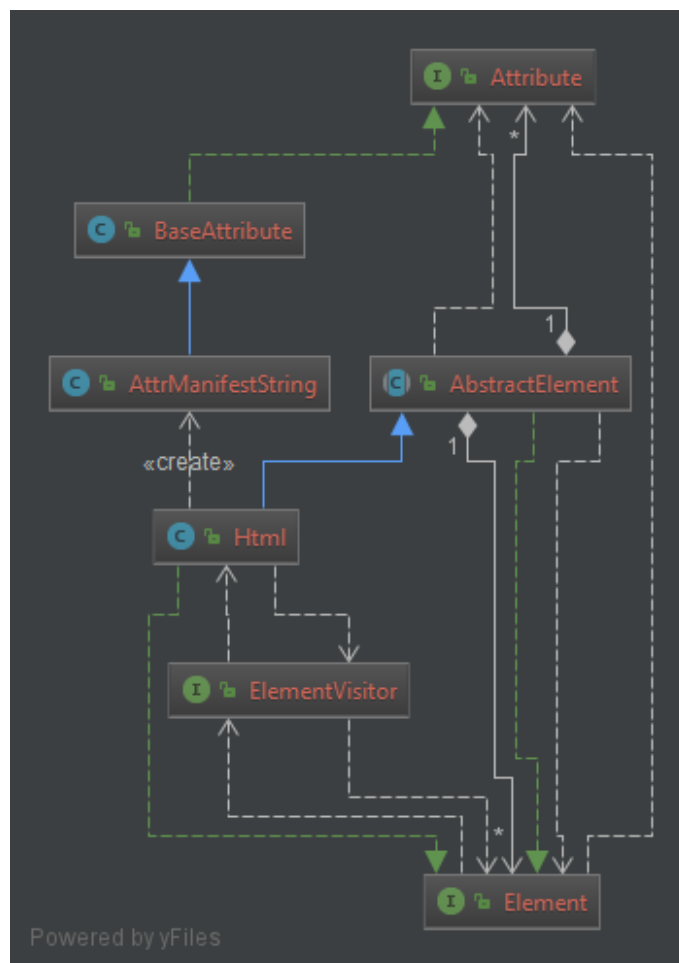 I Attribute
*
C BaseAttribute
1
C AttrManifestString
C AbstractElement
«create»
1
C Html
I ElementVisitor
*
I Element
Powered by yFiles